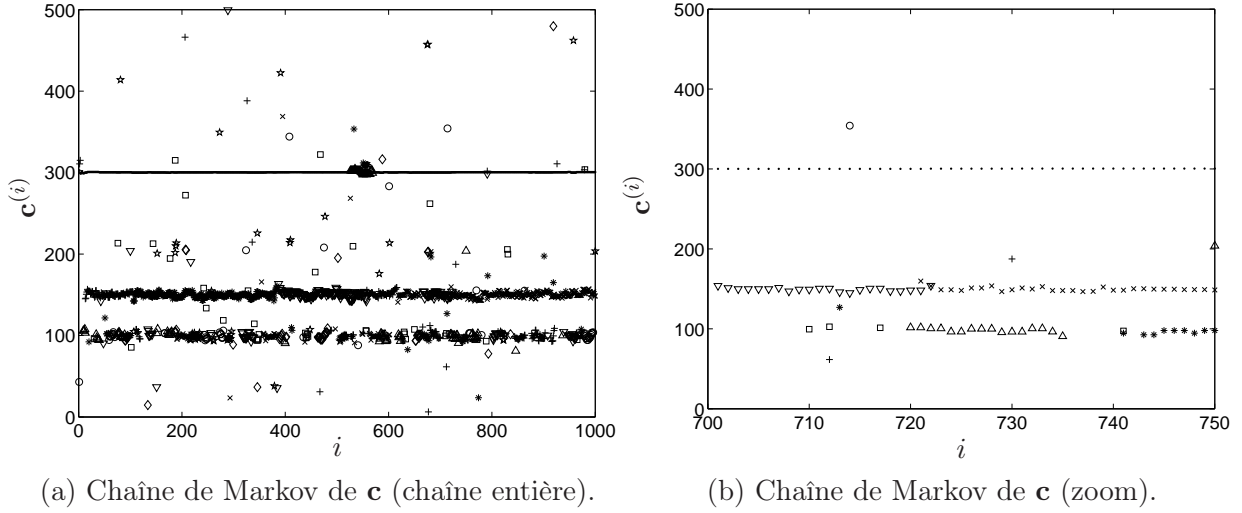 500
400
300
200
100
0
c(i)
0 200 400 600 800 1000
i
(a) Chaîne de Markov de c (chaîne entière).
500
400
300
200
100
0
c(i)
700 710 720 730 740 750
i
(b) Chaîne de Markov de c (zoom).